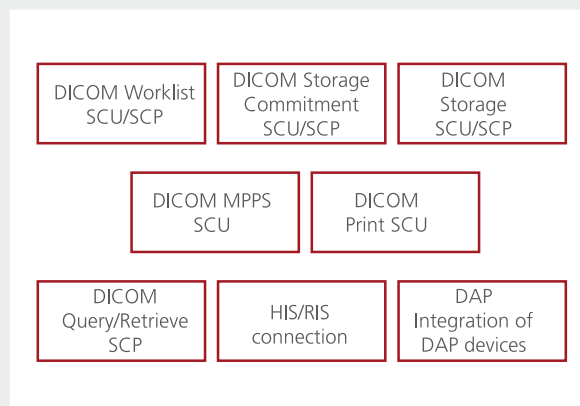 DICOM Worklist
SCU/SCP
DICOM Storage
Commitment
SCU/SCP
DICOM
Storage
SCU/SCP
DICOM MPPS
SCU
DICOM
Print SCU
DICOM
Query/Retrieve
SCP
HIS/RIS
connection
DAP
Integration of
DAP devices